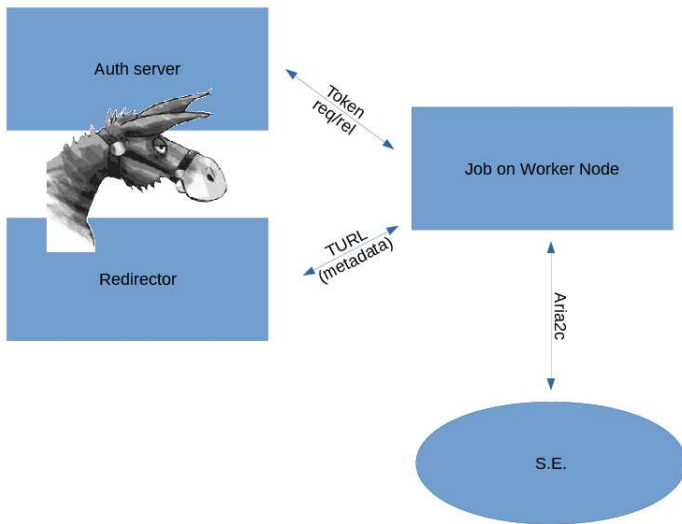 Auth server
Token
req/rel
Job on Worker Node
TURL
(metadata)
Redirector
Aria2c
S.E.